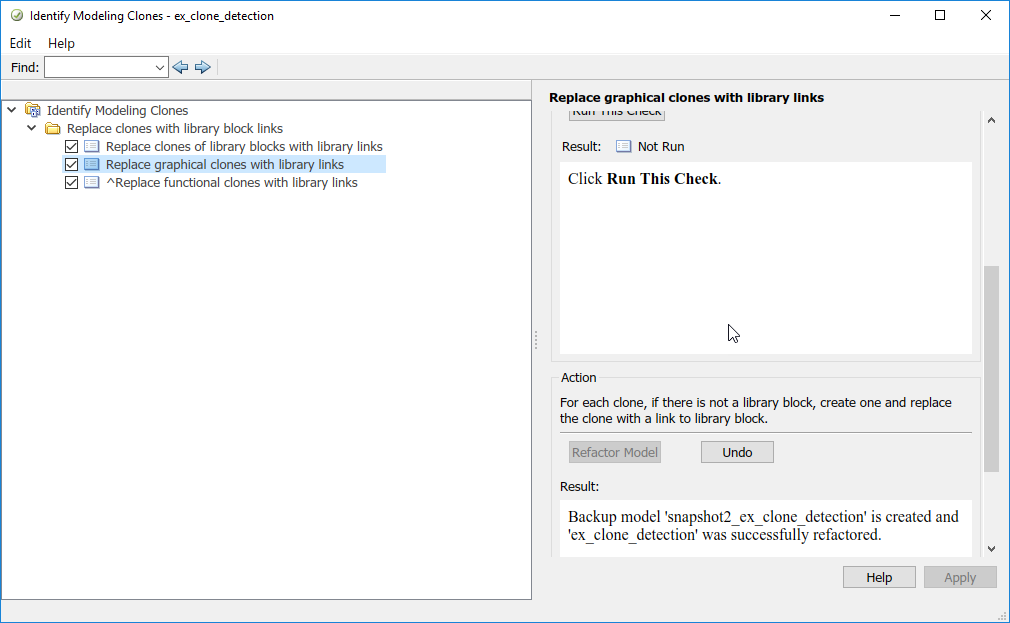 Identify Modeling Clones - ex_clone_detection
Edit Help
Find:
Identify Modeling Clones
Replace clones with library block links
Replace clones of library blocks with library links
Replace graphical clones with library links
^Replace functional clones with library links
Replace graphical clones with library links
Run This Check
Result: Not Run
Click Run This Check.
Action
For each clone, if there is not a library block, create one and replace
the clone with a link to library block.
Refactor Model Undo
Result:
Backup model 'snapshot2_ex_clone_detection' is created and
'ex_clone_detection' was successfully refactored.
Help Apply